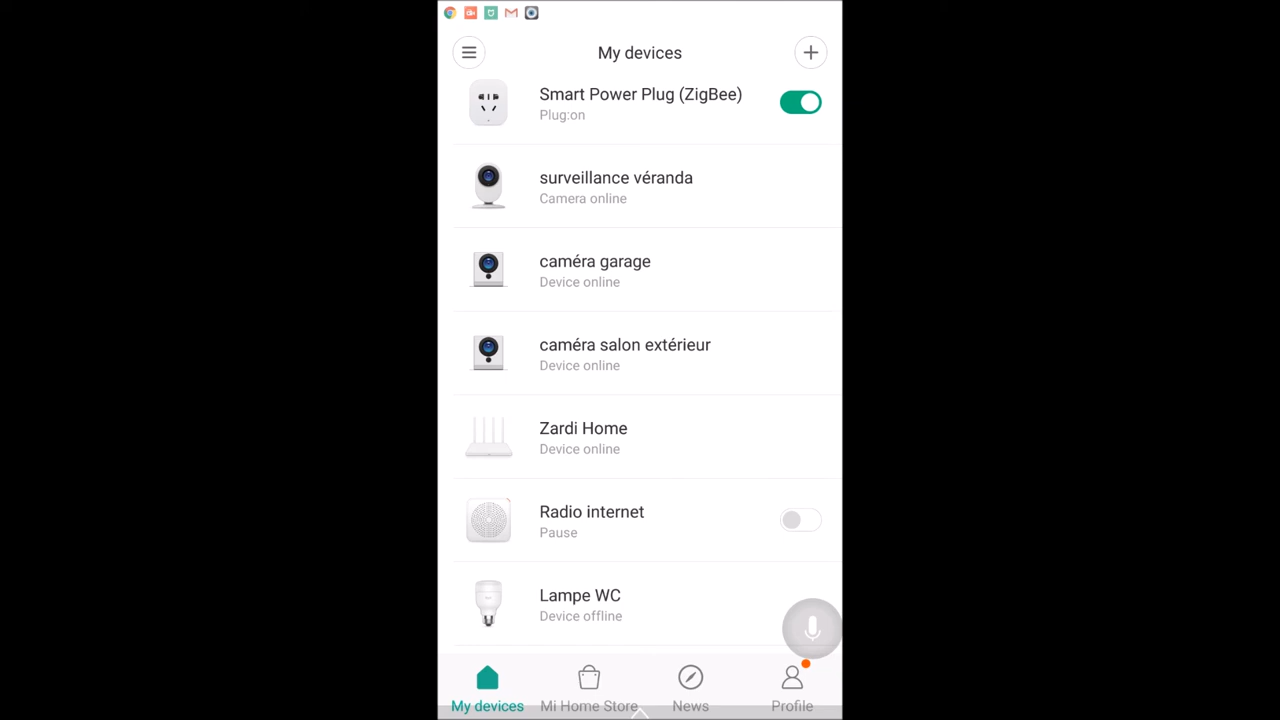 My devices
Smart Power Plug (ZigBee)
Plug:on
surveillance véranda
Camera online
caméra garage
Device online
caméra salon extérieur
Device online
Zardi Home
Device online
Radio internet
Pause
Lampe WC
Device offline
My devices
Mi Home Store
News
Profile